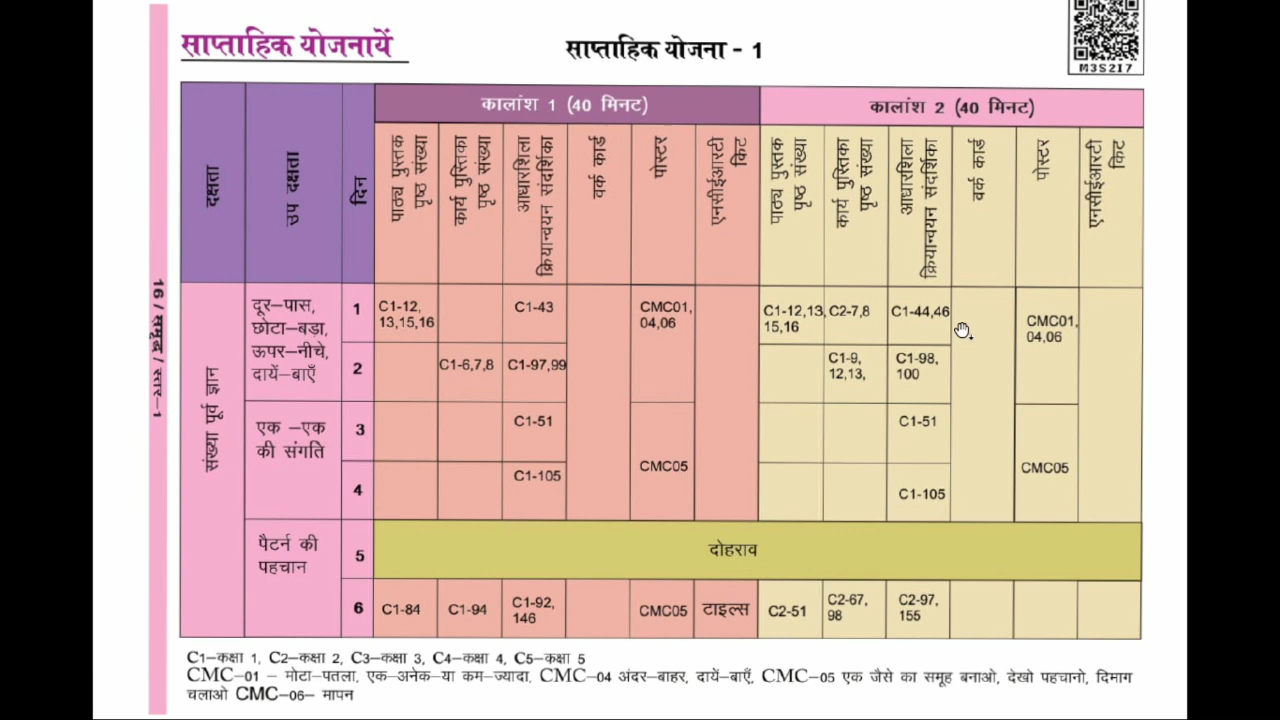 साप्ताहिक योजनायें
साप्ताहिक योजना - 1
M3S2I7
कालांश 1 (40 मिनट)
कालांश 2 (40 मिनट)
दक्षता
उप दक्षता
दिन
पाठ्य पुस्तक
पृष्ठ संख्या
कार्य पुस्तिका
पृष्ठ संख्या
आधारशिला
क्रियान्वयन संदर्शिका
वर्क कार्ड
पोस्टर
एनसीईआरटी
किट
पाठ्य पुस्तक
पृष्ठ संख्या
कार्य पुस्तिका
पृष्ठ संख्या
आधारशिला
क्रियान्वयन संदर्शिका
वर्क कार्ड
पोस्टर
एनसीईआरटी
किट
16 / समृद्ध / स्तर–1
संख्या पूर्व ज्ञान
दूर–पास,
छोटा–बड़ा,
ऊपर–नीचे,
दायें–बाएँ
1
C1-12,
13,15,16
C1-43
CMC01,
04,06
C1-12,13,
15,16
C2-7,8
C1-44,46
CMC01,
04,06
2
C1-6,7,8
C1-97,99
C1-9,
12,13,
C1-98,
100
एक –एक
की संगति
3
C1-51
CMC05
C1-51
CMC05
4
C1-105
C1-105
पैटर्न की
पहचान
5
दोहराव
6
C1-84
C1-94
C1-92,
146
CMC05
टाइल्स
C2-51
C2-67,
98
C2-97,
155
C1–कक्षा 1, C2–कक्षा 2, C3–कक्षा 3, C4–कक्षा 4, C5–कक्षा 5
CMC–01 – मोटा–पतला, एक–अनेक–या कम–ज्यादा, CMC–04 अंदर–बाहर, दायें–बाएँ, CMC–05 एक जैसे का समूह बनाओ, देखो पहचानो, दिमाग
चलाओ CMC–06– मापन